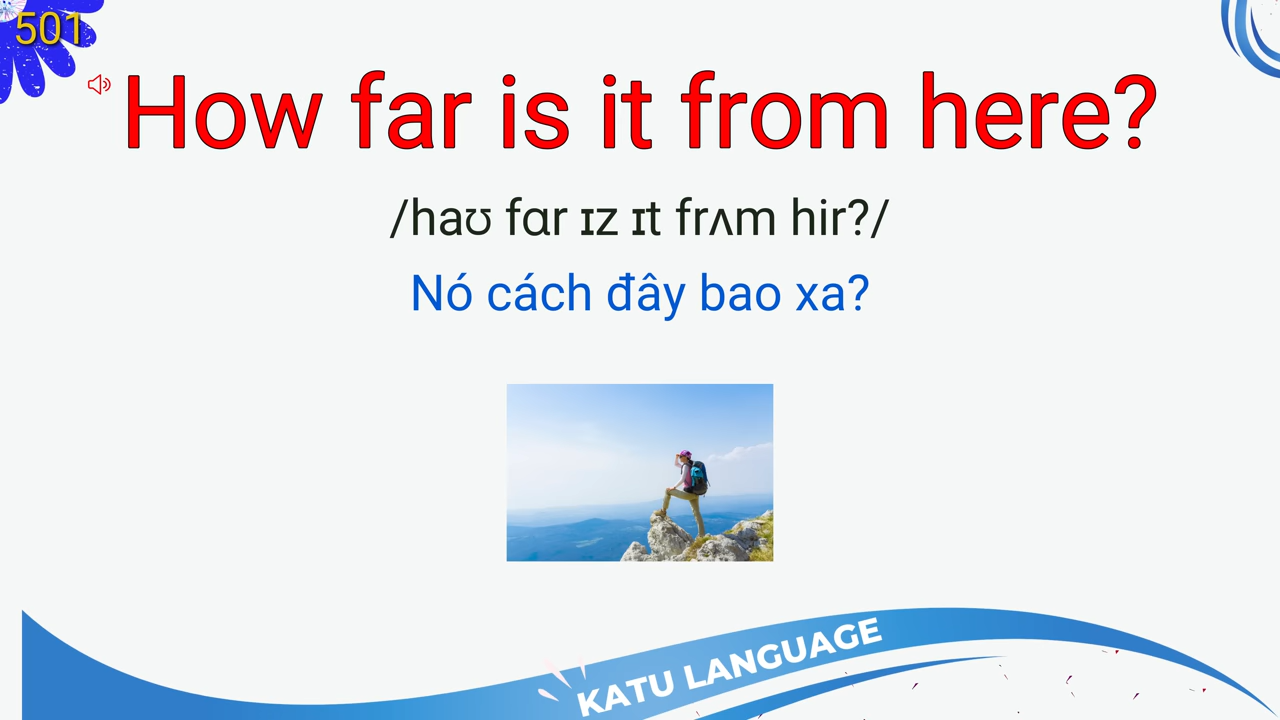 501
How far is it from here?
/haʊ fɑr ɪz ɪt frʌm hir?/
Nó cách đây bao xa?
KATU LANGUAGE